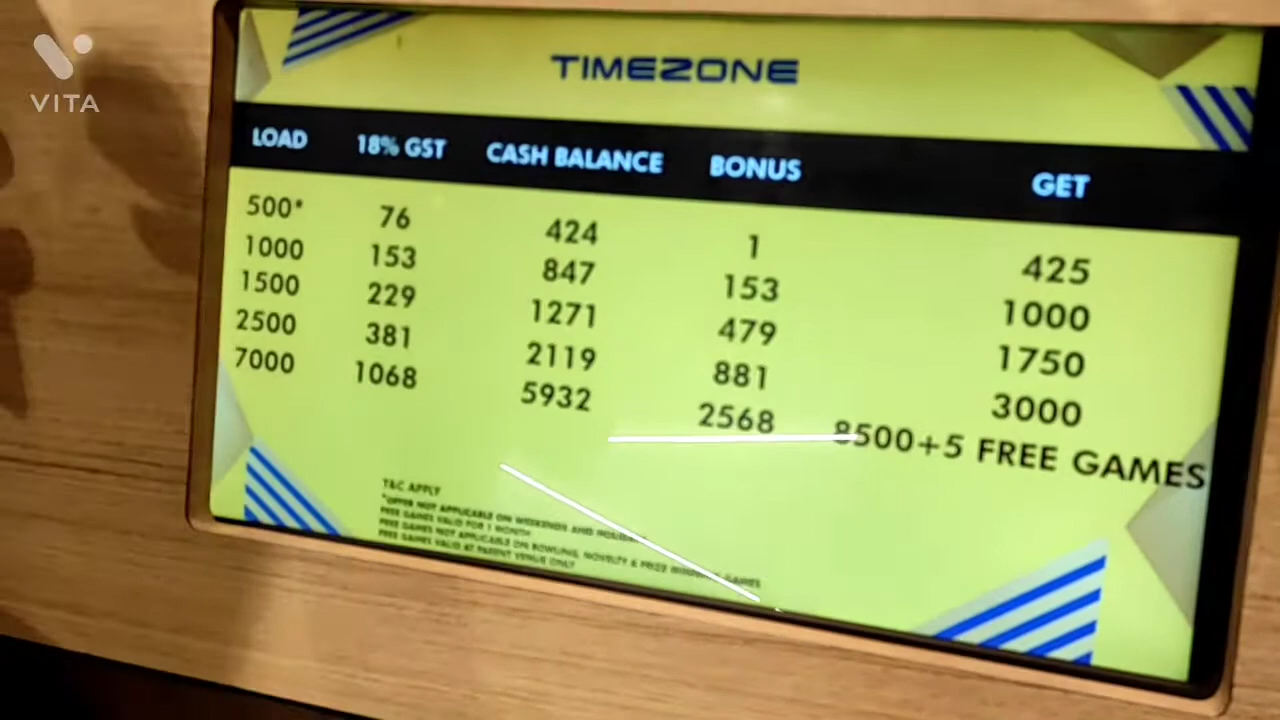 VITA
TIMEZONE
LOAD 18% GST CASH BALANCE BONUS GET
500* 76 424 1 425
1000 153 847 153 1000
1500 229 1271 479 1750
2500 381 2119 881 3000
7000 1068 5932 2568 8500+5 FREE GAMES
T&C APPLY
*OFFER NOT APPLICABLE ON WEEKENDS AND HOLIDAYS
FREE GAMES VALID FOR 1 MONTH
FREE GAMES NOT APPLICABLE ON BOWLING, NOVELTY & PRIZE WINNING GAMES
FREE GAMES VALID AT PARENT VENUE ONLY